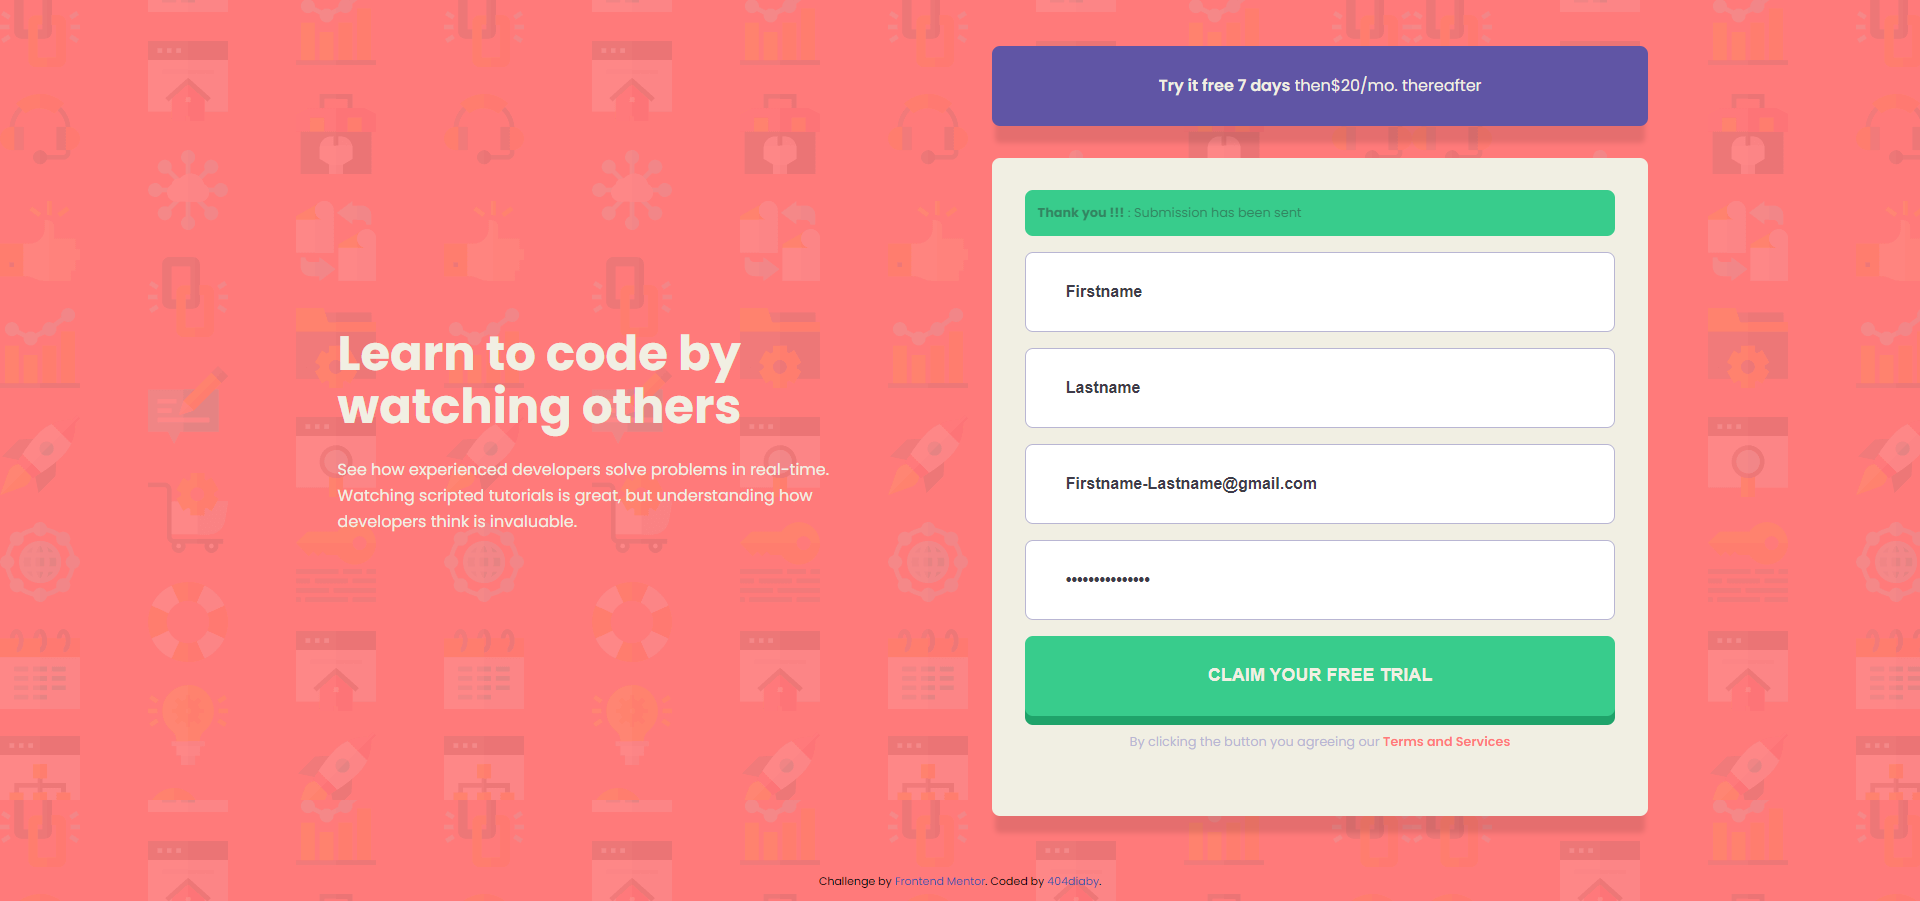 Try it free 7 days then$20/mo. thereafter
Thank you !!! : Submission has been sent
Firstname
Lastname
Learn to code by
watching others
See how experienced developers solve problems in real-time.
Watching scripted tutorials is great, but understanding how
developers think is invaluable.
Firstname-Lastname@gmail.com
•••••••••••••••
CLAIM YOUR FREE TRIAL
By clicking the button you agreeing our Terms and Services
Challenge by Frontend Mentor. Coded by 404diaby.